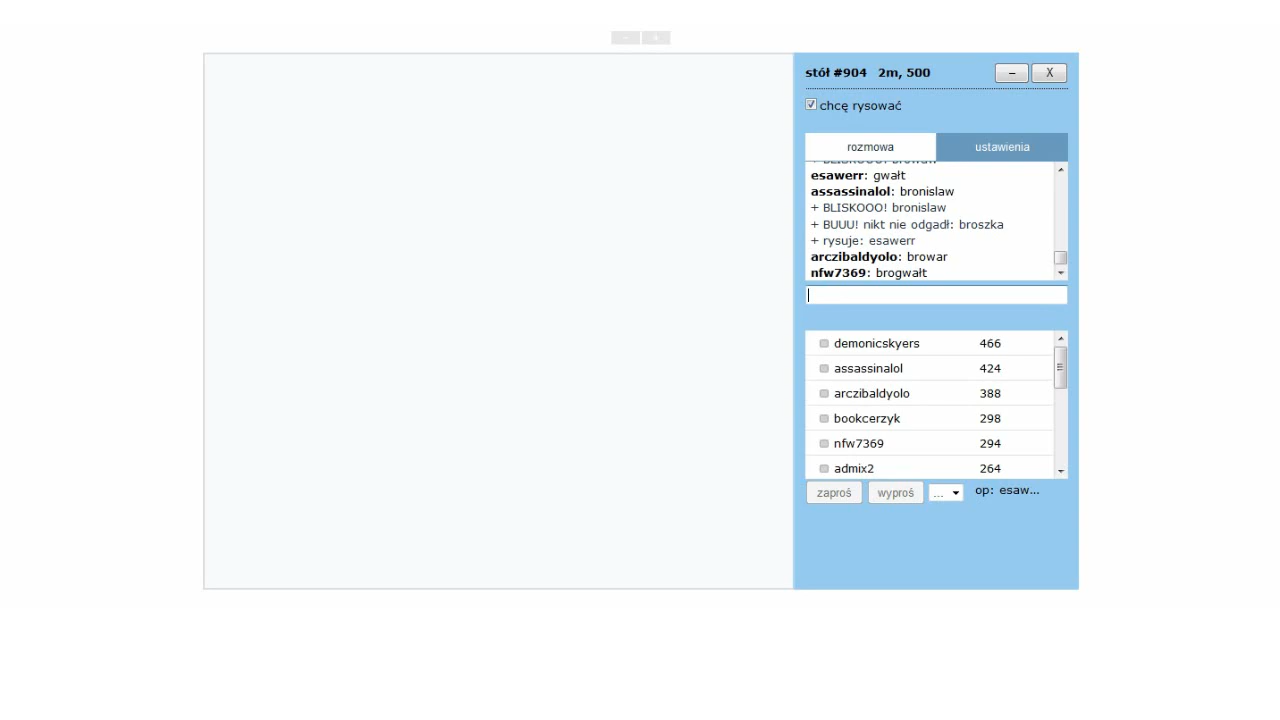 - +
stół #904 2m, 500
– X
chcę rysować
rozmowa ustawienia
+ BLISKOOO! browaw
esawerr: gwałt
assassinalol: bronislaw
+ BLISKOOO! bronislaw
+ BUUU! nikt nie odgadł: broszka
+ rysuje: esawerr
arczibaldyolo: browar
nfw7369: brogwałt
demonicskyers 466
assassinalol 424
arczibaldyolo 388
bookcerzyk 298
nfw7369 294
admix2 264
zaproś wyproś ... op: esaw...